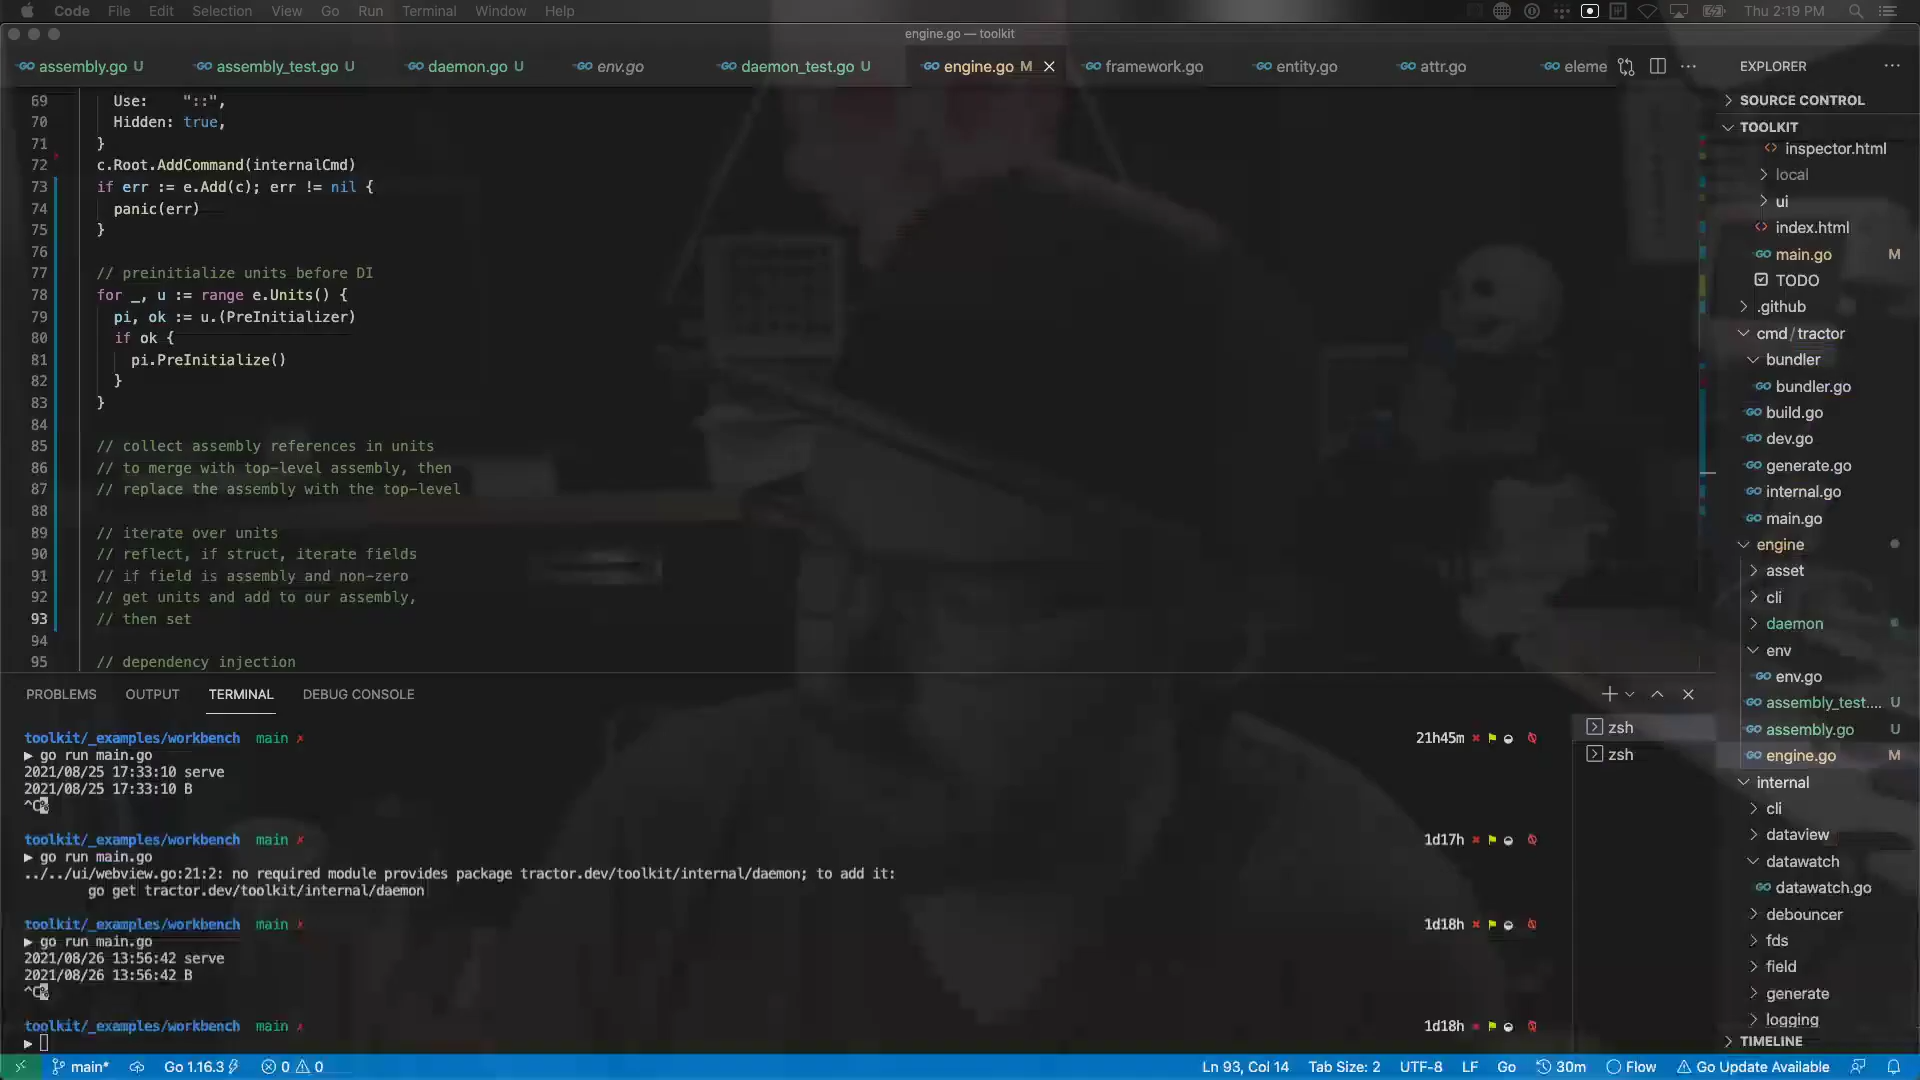 Code File Edit Selection View Go Run Terminal Window Help
Thu 2:19 PM
engine.go — toolkit
assembly.go U
assembly_test.go U
daemon.go U
env.go
daemon_test.go U
engine.go M
framework.go
entity.go
attr.go
eleme
69 Use: "::",
70 Hidden: true,
71 }
72 c.Root.AddCommand(internalCmd)
73 if err := e.Add(c); err != nil {
74 panic(err)
75 }
76
77 // preinitialize units before DI
78 for _, u := range e.Units() {
79 pi, ok := u.(PreInitializer)
80 if ok {
81 pi.PreInitialize()
82 }
83 }
84
85 // collect assembly references in units
86 // to merge with top-level assembly, then
87 // replace the assembly with the top-level
88
89 // iterate over units
90 // reflect, if struct, iterate fields
91 // if field is assembly and non-zero
92 // get units and add to our assembly,
93 // then set
94
95 // dependency injection
EXPLORER
SOURCE CONTROL
TOOLKIT
inspector.html
local
ui
index.html
main.go M
TODO
.github
cmd / tractor
bundler
bundler.go
build.go
dev.go
generate.go
internal.go
main.go
engine
asset
cli
daemon
env
env.go
assembly_test.... U
assembly.go U
engine.go M
internal
cli
dataview
datawatch
datawatch.go
debouncer
fds
field
generate
logging
TIMELINE
PROBLEMS OUTPUT TERMINAL DEBUG CONSOLE
zsh
zsh
toolkit/_examples/workbench main ✗ 21h45m
▶ go run main.go
2021/08/25 17:33:10 serve
2021/08/25 17:33:10 B
^C
toolkit/_examples/workbench main ✗ 1d17h
▶ go run main.go
../../ui/webview.go:21:2: no required module provides package tractor.dev/toolkit/internal/daemon; to add it:
go get tractor.dev/toolkit/internal/daemon
toolkit/_examples/workbench main ✗ 1d18h
▶ go run main.go
2021/08/26 13:56:42 serve
2021/08/26 13:56:42 B
^C
toolkit/_examples/workbench main ✗ 1d18h
▶
main* Go 1.16.3 0 0 Ln 93, Col 14 Tab Size: 2 UTF-8 LF Go 30m Flow Go Update Available